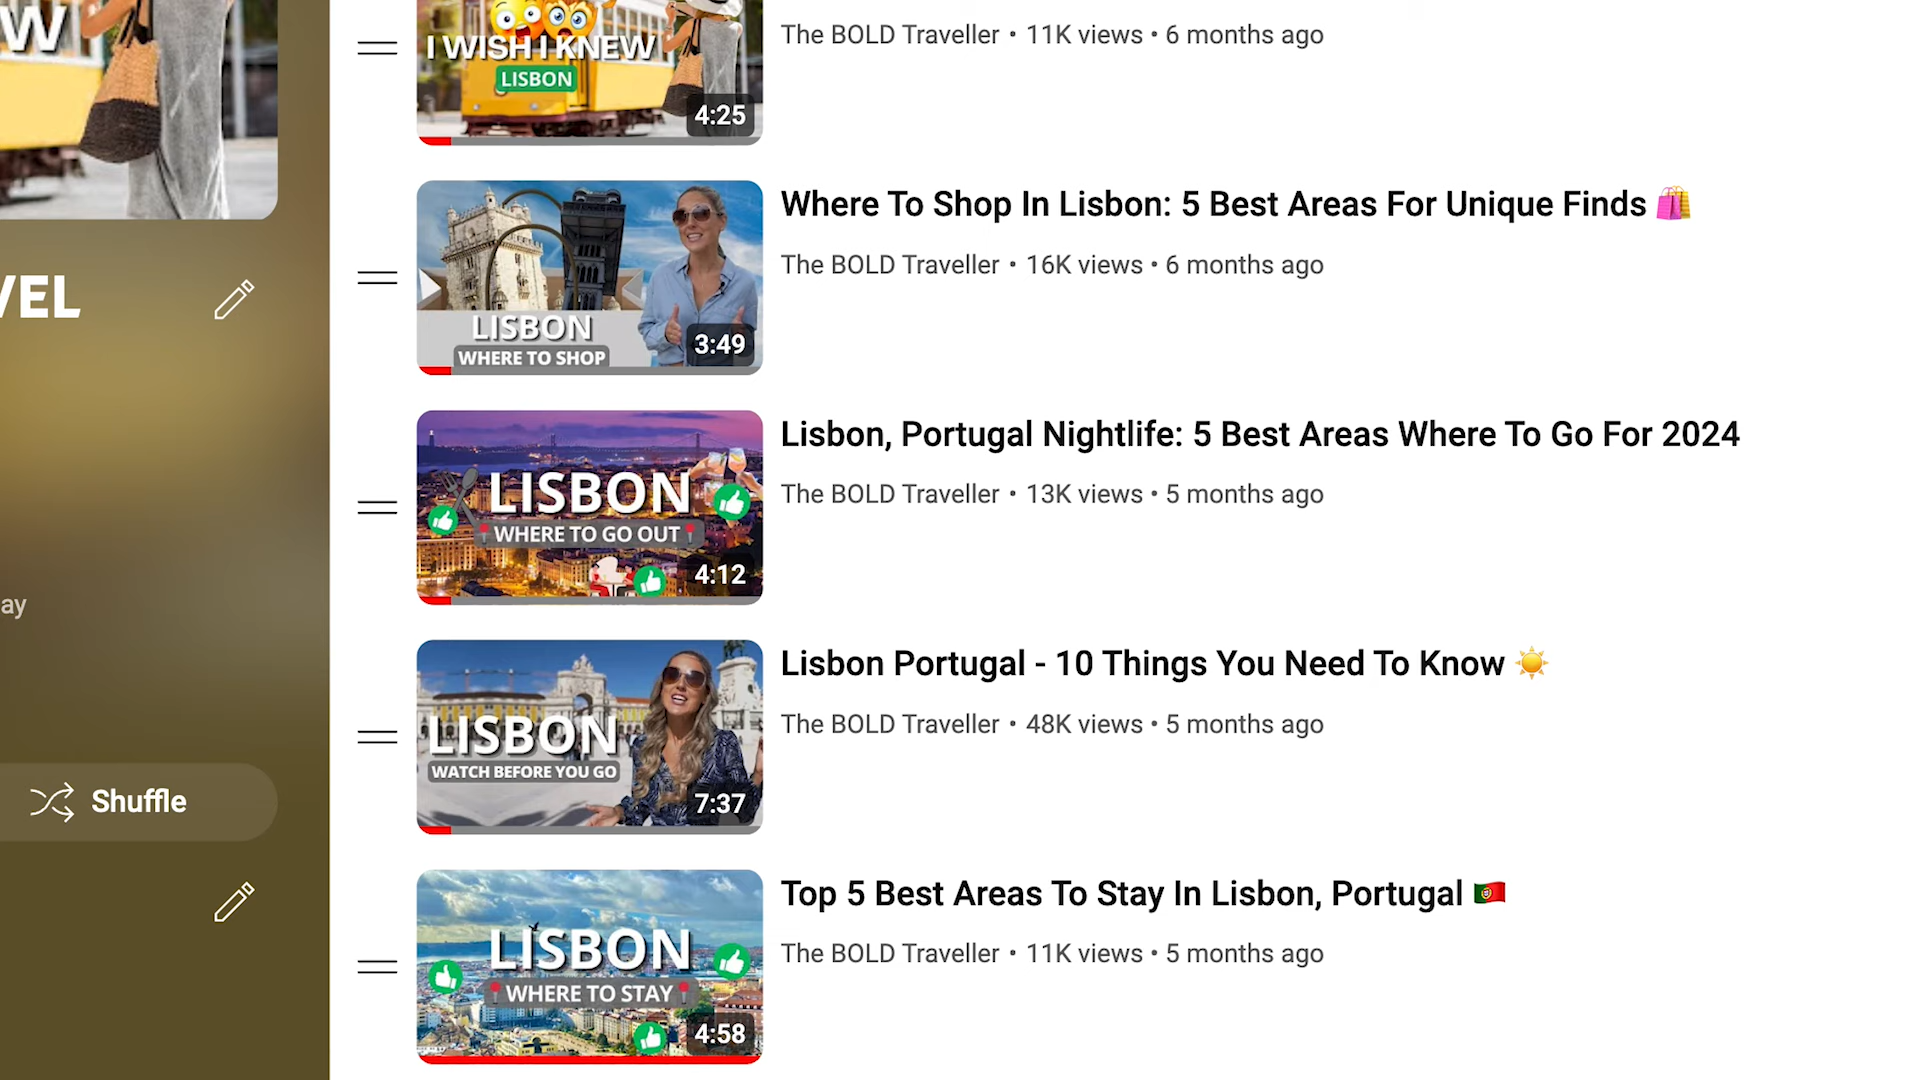 W
VEL
ay
Shuffle
I WISH I KNEW
LISBON
4:25
The BOLD Traveller • 11K views • 6 months ago
LISBON
WHERE TO SHOP
3:49
Where To Shop In Lisbon: 5 Best Areas For Unique Finds 🛍️
The BOLD Traveller • 16K views • 6 months ago
LISBON
WHERE TO GO OUT
4:12
Lisbon, Portugal Nightlife: 5 Best Areas Where To Go For 2024
The BOLD Traveller • 13K views • 5 months ago
LISBON
WATCH BEFORE YOU GO
7:37
Lisbon Portugal - 10 Things You Need To Know ☀️
The BOLD Traveller • 48K views • 5 months ago
LISBON
WHERE TO STAY
4:58
Top 5 Best Areas To Stay In Lisbon, Portugal 🇵🇹
The BOLD Traveller • 11K views • 5 months ago